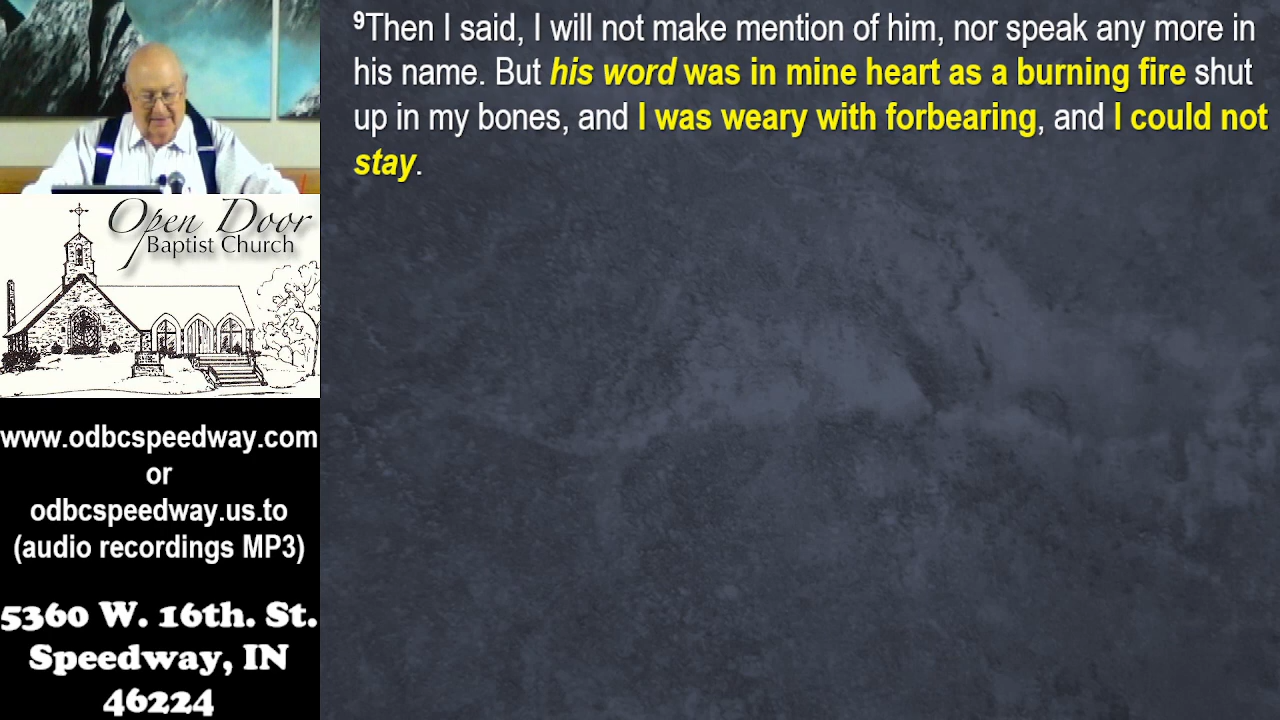 ⁹Then I said, I will not make mention of him, nor speak any more in
his name. But his word was in mine heart as a burning fire shut
up in my bones, and I was weary with forbearing, and I could not
stay.
Open Door
Baptist Church
www.odbcspeedway.com
or
odbcspeedway.us.to
(audio recordings MP3)
5360 W. 16th. St.
Speedway, IN
46224